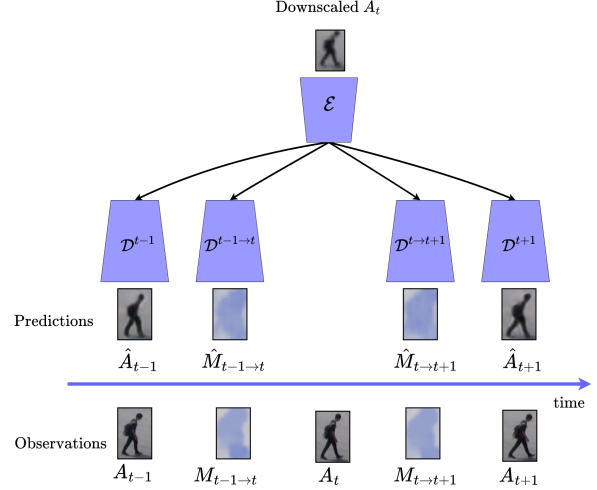 Downscaled $A_t$
$\mathcal{E}$
$\mathcal{D}^{t-1}$ $\mathcal{D}^{t-1\to t}$ $\mathcal{D}^{t\to t+1}$ $\mathcal{D}^{t+1}$
Predictions
$\hat{A}_{t-1}$ $\hat{M}_{t-1\to t}$ $\hat{M}_{t\to t+1}$ $\hat{A}_{t+1}$
time
Observations
$A_{t-1}$ $M_{t-1\to t}$ $A_t$ $M_{t\to t+1}$ $A_{t+1}$